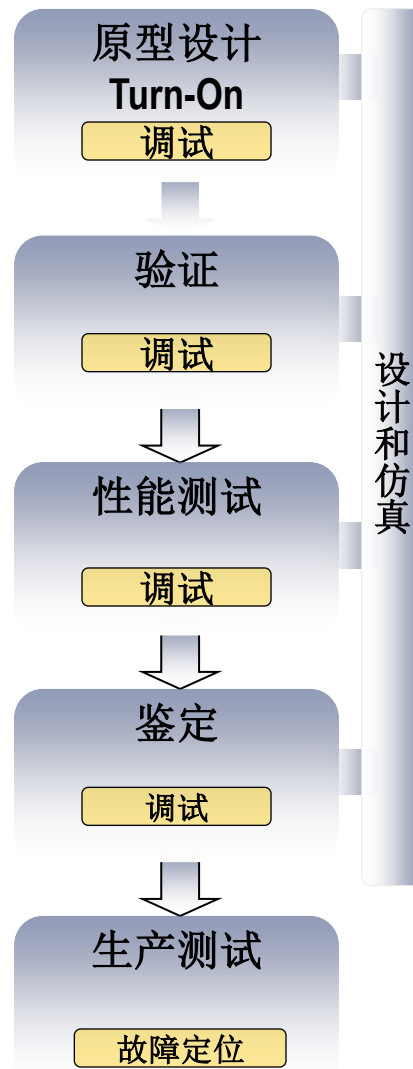 原型设计
Turn-On
调试
验证
调试
性能测试
调试
鉴定
调试
生产测试
故障定位
设计和仿真